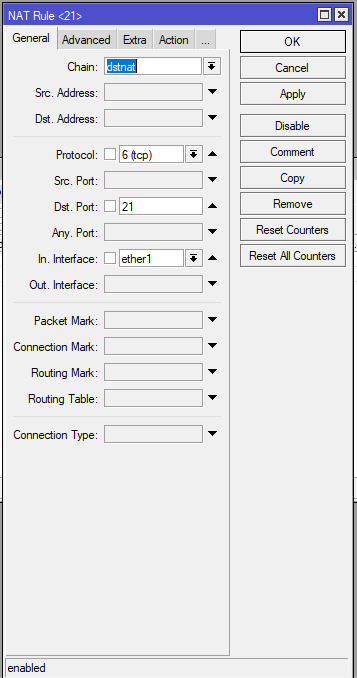 NAT Rule <21>
General Advanced Extra Action ...
OK
Cancel
Apply
Disable
Comment
Copy
Remove
Reset Counters
Reset All Counters
Chain: dstnat
Src. Address:
Dst. Address:
Protocol: 6 (tcp)
Src. Port:
Dst. Port: 21
Any. Port:
In. Interface: ether1
Out. Interface:
Packet Mark:
Connection Mark:
Routing Mark:
Routing Table:
Connection Type:
enabled